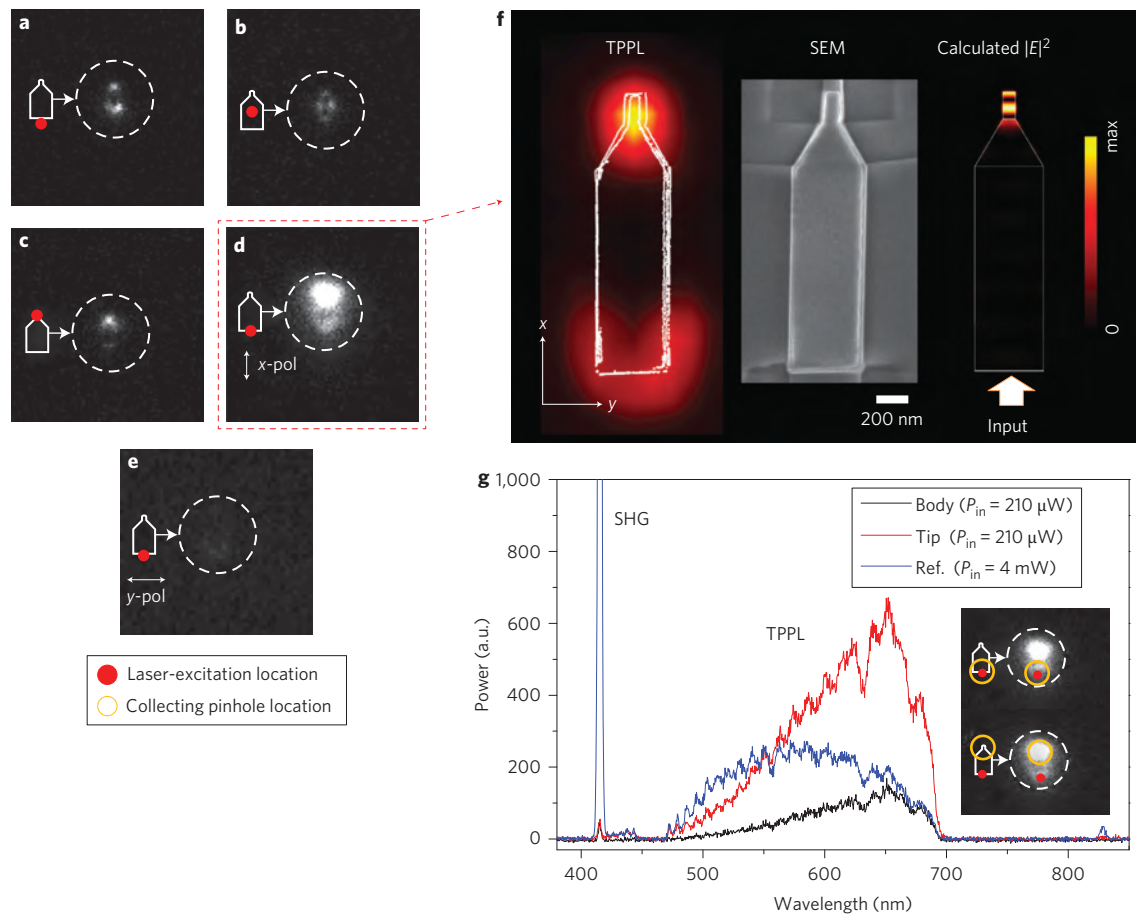 a
b
c
d
x-pol
e
y-pol
Laser-excitation location
Collecting pinhole location
f
TPPL
SEM
Calculated |E|²
x
y
200 nm
Input
max
0
g
1,000
800
600
400
200
0
Power (a.u.)
SHG
TPPL
Body (Pin = 210 μW)
Tip (Pin = 210 μW)
Ref. (Pin = 4 mW)
400
500
600
700
800
Wavelength (nm)